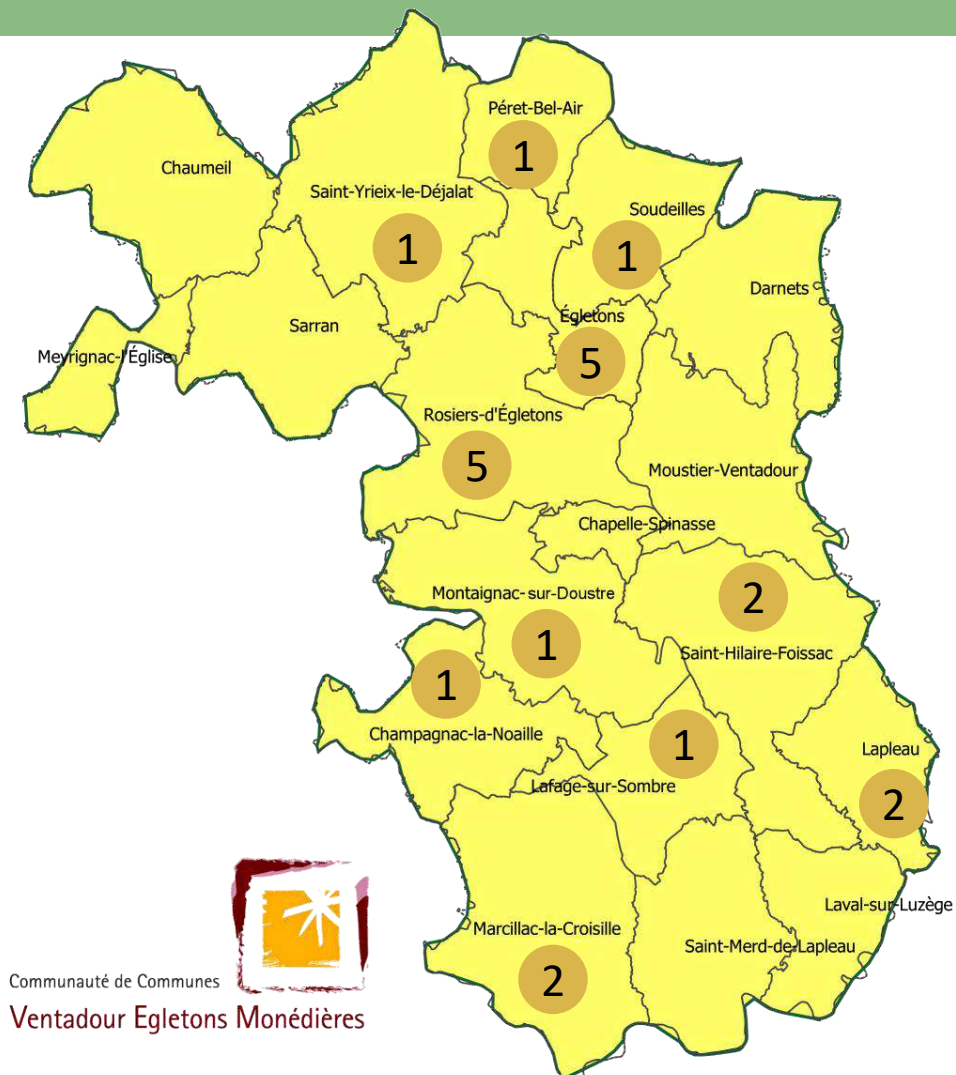 Péret-Bel-Air
1
Chaumeil
Saint-Yrieix-le-Déjalat
1
Soudeilles
1
Darnets
Sarran
Égletons
5
Meyrignac-l'Église
Rosiers-d'Égletons
5
Moustier-Ventadour
Chapelle-Spinasse
Montaignac-sur-Doustre
1
2
Saint-Hilaire-Foissac
1
Champagnac-la-Noaille
1
Lafage-sur-Sombre
Lapleau
2
Laval-sur-Luzège
Marcillac-la-Croisille
2
Saint-Merd-de-Lapleau
Communauté de Communes
Ventadour Egletons Monédières